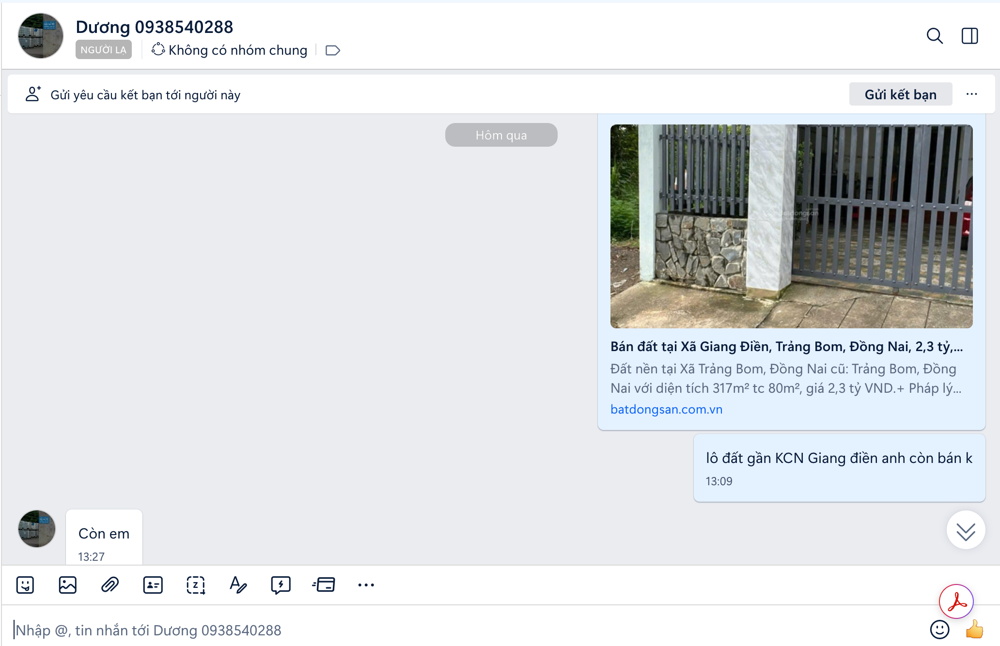 Dương 0938540288
NGƯỜI LẠ
Không có nhóm chung
Gửi yêu cầu kết bạn tới người này
Gửi kết bạn
Hôm qua
Batdongsan
Bán đất tại Xã Giang Điền, Trảng Bom, Đồng Nai, 2,3 tỷ,...
Đất nền tại Xã Trảng Bom, Đồng Nai cũ: Trảng Bom, Đồng
Nai với diện tích 317m² tc 80m², giá 2,3 tỷ VND.+ Pháp lý...
batdongsan.com.vn
lô đất gần KCN Giang điền anh còn bán k
13:09
Còn em
13:27
Nhập @, tin nhắn tới Dương 0938540288